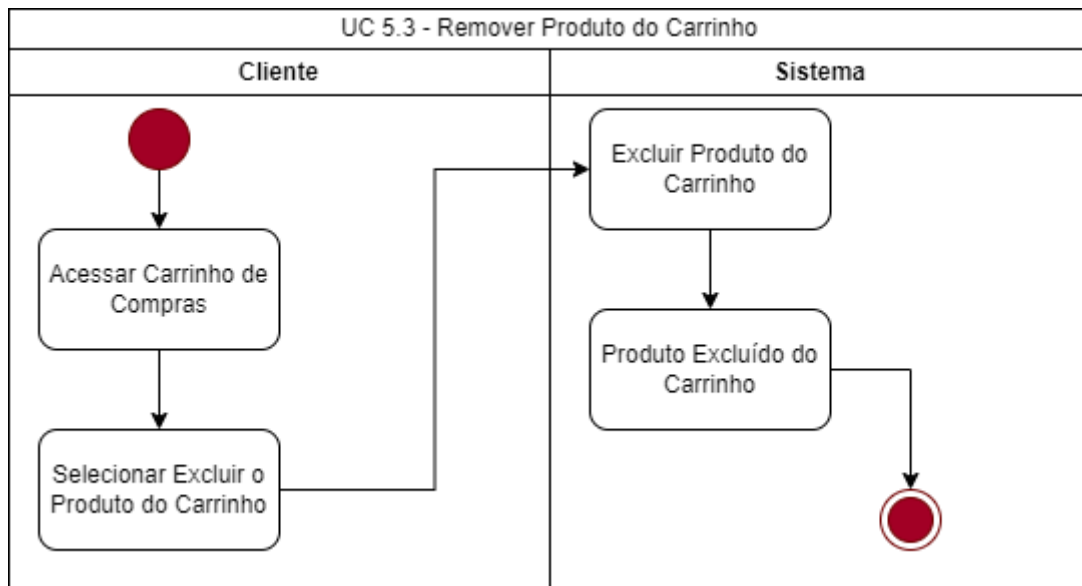 UC 5.3 - Remover Produto do Carrinho
Cliente
Sistema
Acessar Carrinho de
Compras
Selecionar Excluir o
Produto do Carrinho
Excluir Produto do
Carrinho
Produto Excluído do
Carrinho